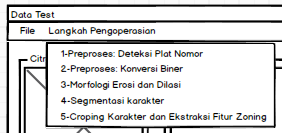 Data Test
File Langkah Pengoperasian
Citr
1-Preproses: Deteksi Plat Nomor
2-Preproses: Konversi Biner
3-Morfologi Erosi dan Dilasi
4-Segmentasi karakter
5-Croping Karakter dan Ekstraksi Fitur Zoning